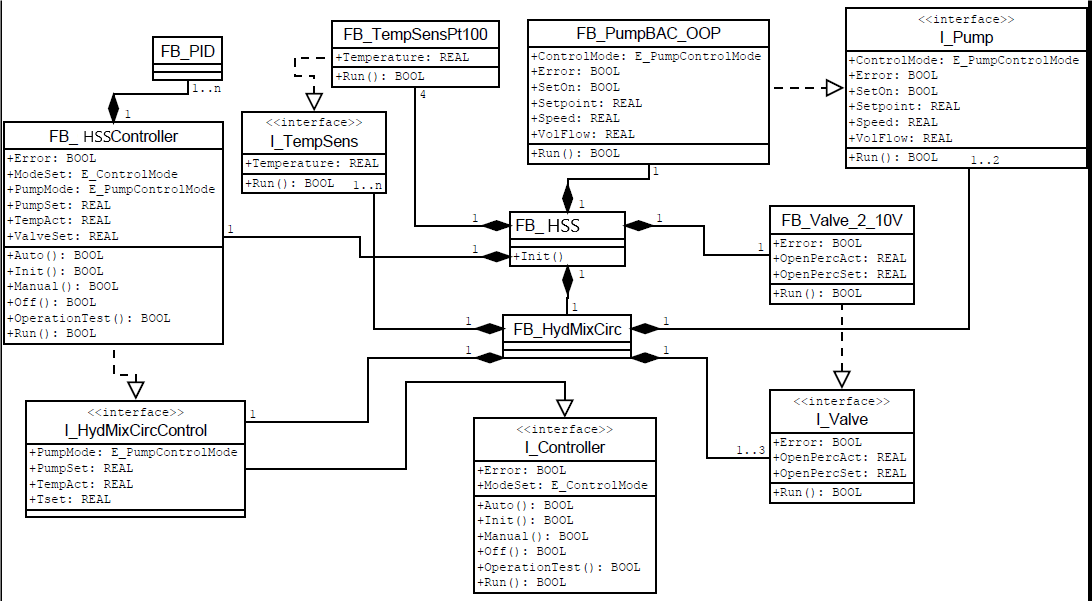 FB_PID
1..n
1
FB_TempSensPt100
+Temperature: REAL
+Run(): BOOL
4
FB_PumpBAC_OOP
+ControlMode: E_PumpControlMode
+Error: BOOL
+SetOn: BOOL
+Setpoint: REAL
+Speed: REAL
+VolFlow: REAL
+Run(): BOOL
1
<<interface>>
I_Pump
+ControlMode: E_PumpControlMode
+Error: BOOL
+SetOn: BOOL
+Setpoint: REAL
+Speed: REAL
+VolFlow: REAL
+Run(): BOOL
1..2
FB_ HSSController
+Error: BOOL
+ModeSet: E_ControlMode
+PumpMode: E_PumpControlMode
+PumpSet: REAL
+TempAct: REAL
+ValveSet: REAL
+Auto(): BOOL
+Init(): BOOL
+Manual(): BOOL
+Off(): BOOL
+OperationTest(): BOOL
+Run(): BOOL
1
<<interface>>
I_TempSens
+Temperature: REAL
+Run(): BOOL
1..n
1
1
1
1
FB_ HSS
+Init()
1
FB_Valve_2_10V
+Error: BOOL
+OpenPercAct: REAL
+OpenPercSet: REAL
+Run(): BOOL
1
1
1
1
1
1
FB_HydMixCirc
<<interface>>
I_HydMixCircControl
+PumpMode: E_PumpControlMode
+PumpSet: REAL
+TempAct: REAL
+Tset: REAL
1
<<interface>>
I_Controller
+Error: BOOL
+ModeSet: E_ControlMode
+Auto(): BOOL
+Init(): BOOL
+Manual(): BOOL
+Off(): BOOL
+OperationTest(): BOOL
+Run(): BOOL
<<interface>>
I_Valve
+Error: BOOL
+OpenPercAct: REAL
+OpenPercSet: REAL
+Run(): BOOL
1..3